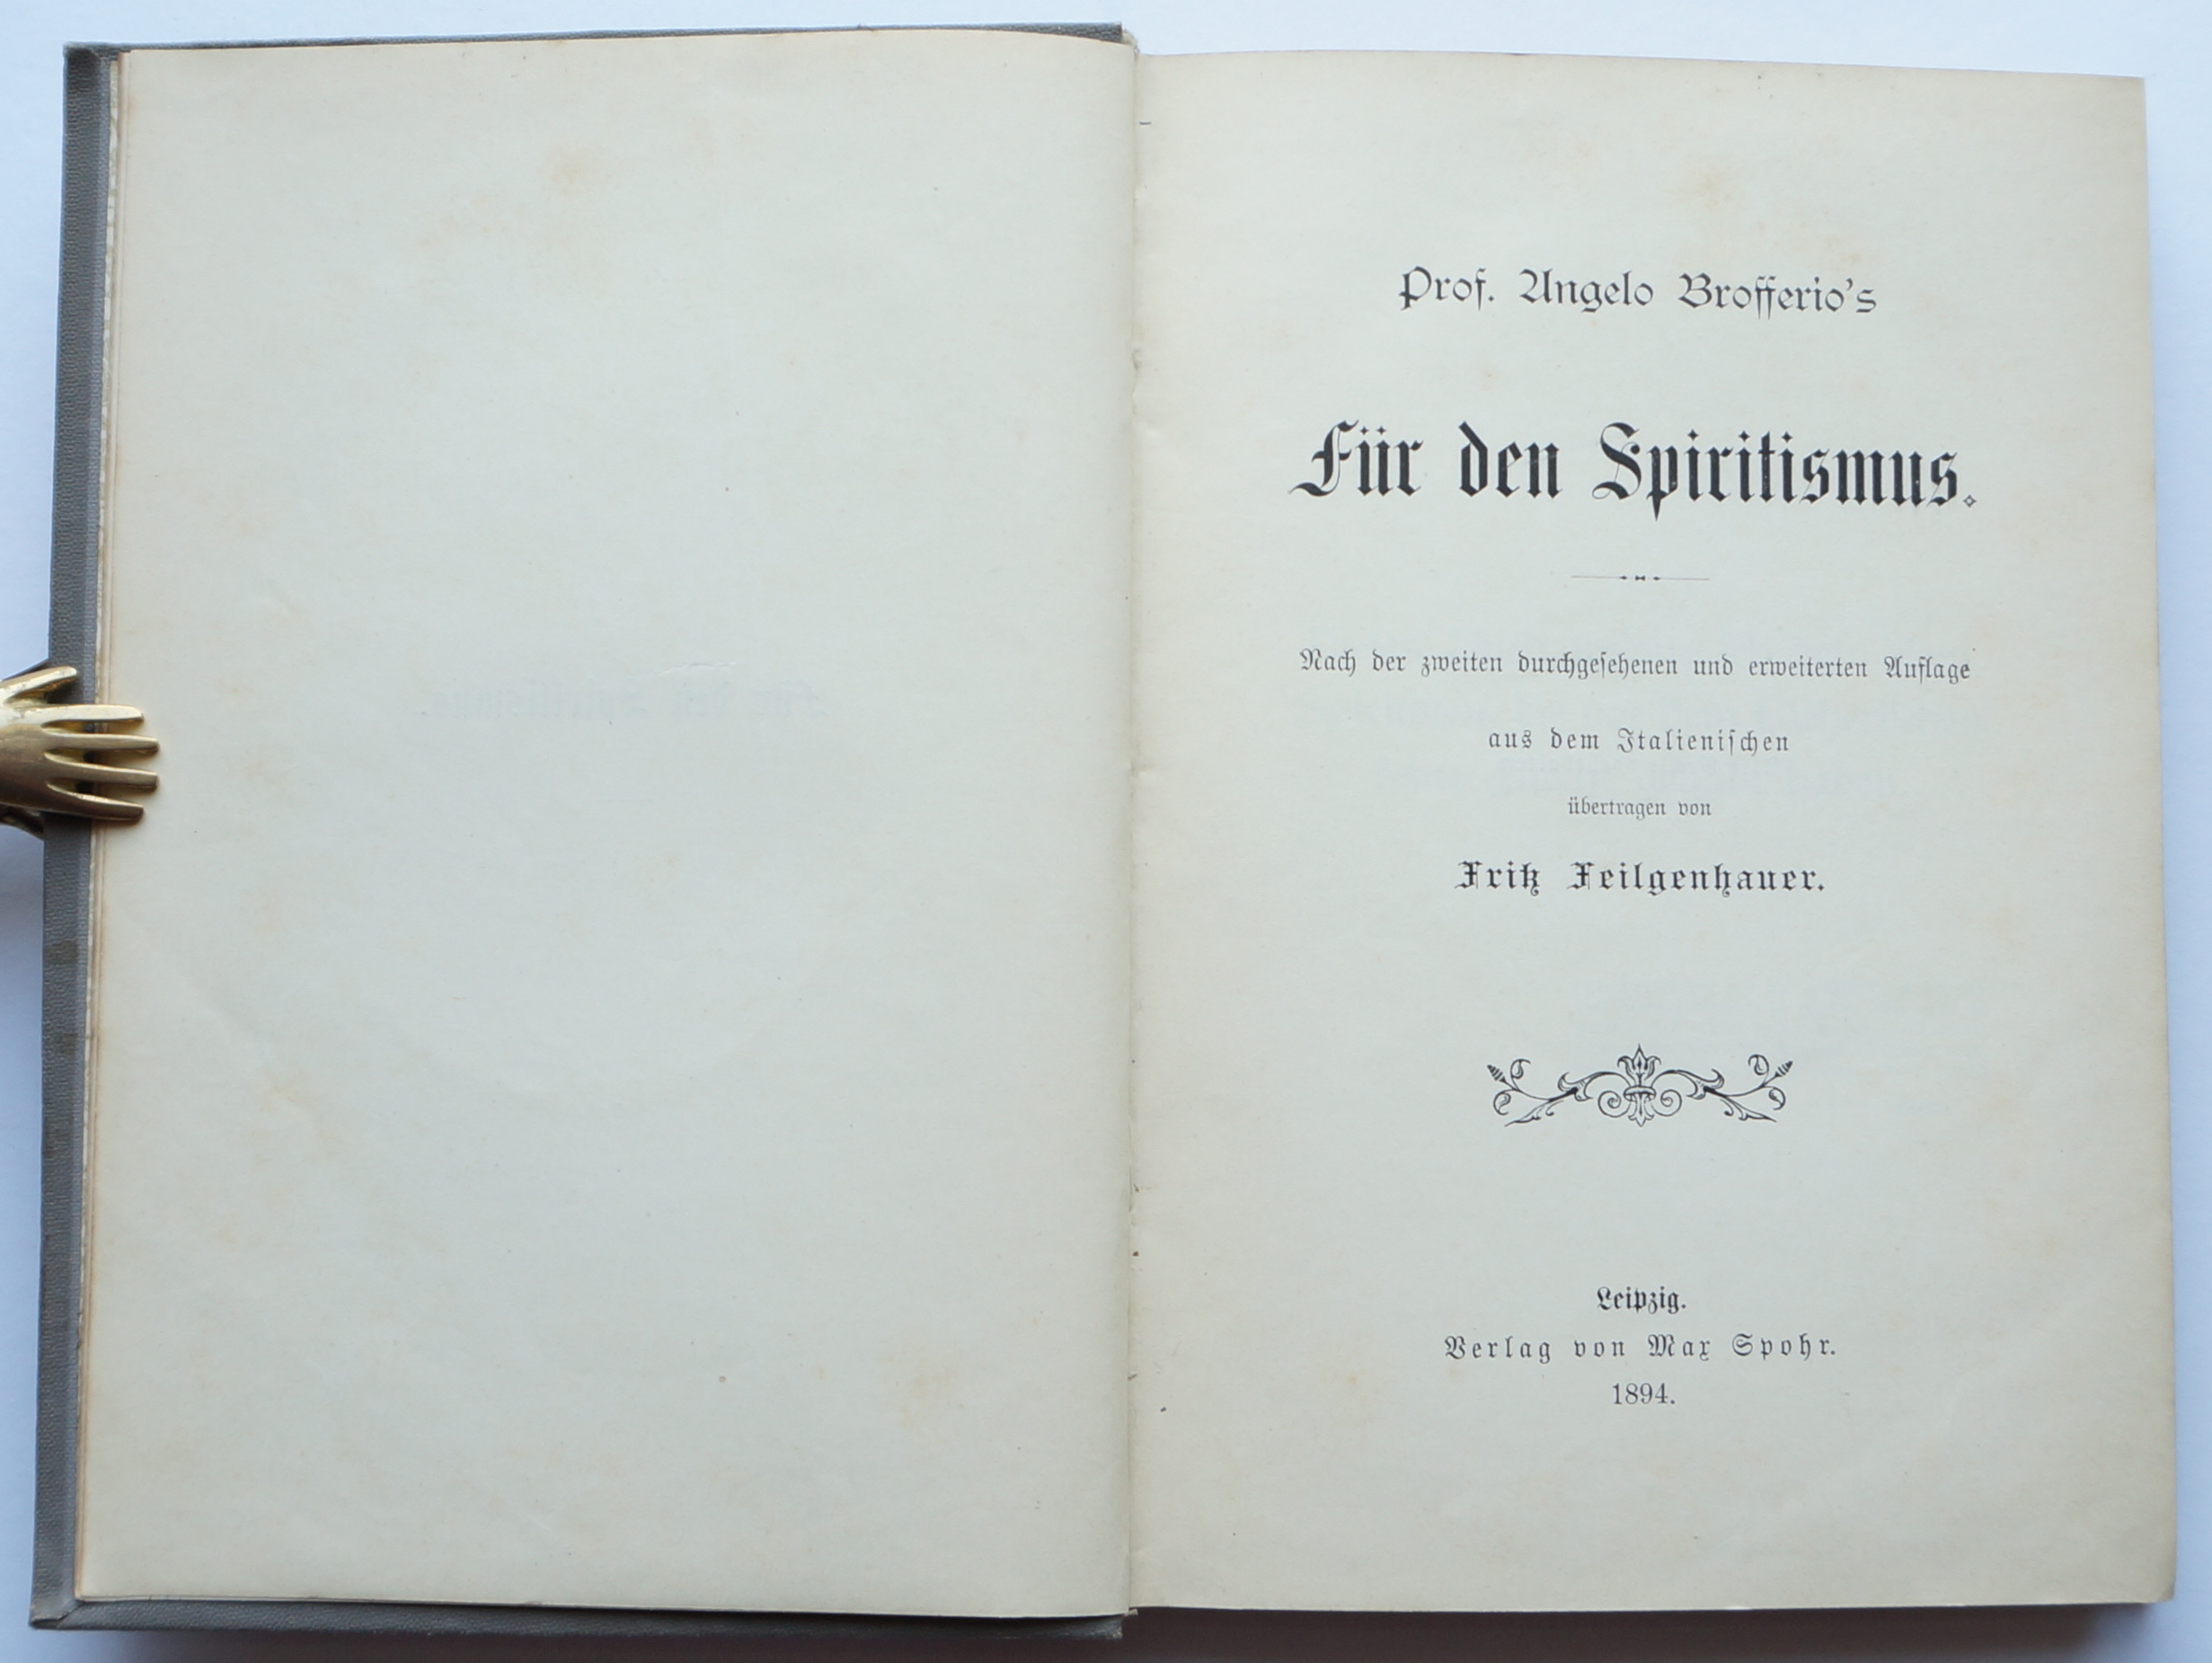 Prof. Angelo Brofferio's
Für den Spiritismus.
Nach der zweiten durchgesehenen und erweiterten Auflage
aus dem Italienischen
übertragen von
Fritz Feilgenhauer.
Leipzig.
Verlag von Max Spohr.
1894.